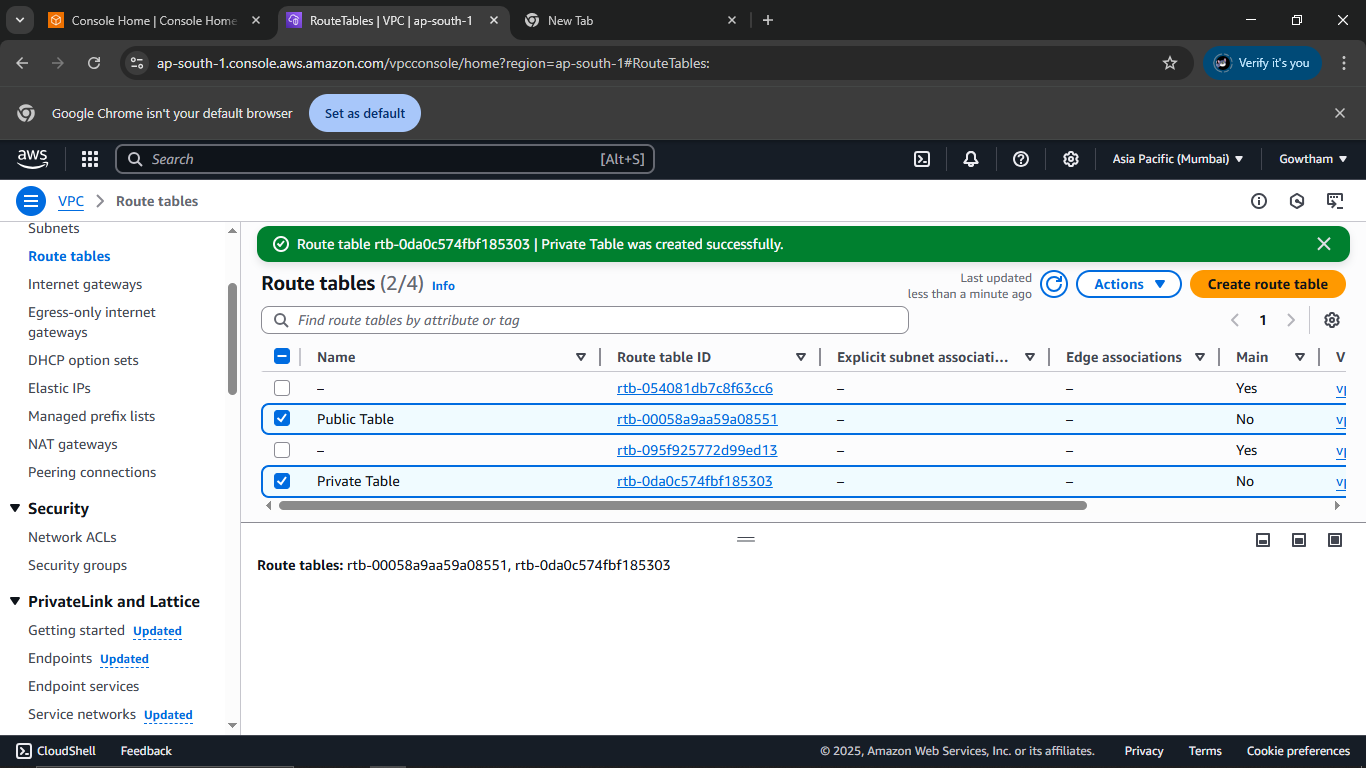 Console Home | Console Home
RouteTables | VPC | ap-south-1
New Tab
ap-south-1.console.aws.amazon.com/vpcconsole/home?region=ap-south-1#RouteTables:
Verify it's you
Google Chrome isn't your default browser
Set as default
aws
Search
[Alt+S]
Asia Pacific (Mumbai)
Gowtham
VPC
Route tables
Subnets
Route tables
Internet gateways
Egress-only internet
gateways
DHCP option sets
Elastic IPs
Managed prefix lists
NAT gateways
Peering connections
Security
Network ACLs
Security groups
PrivateLink and Lattice
Getting started Updated
Endpoints Updated
Endpoint services
Service networks Updated
Route table rtb-0da0c574fbf185303 | Private Table was created successfully.
Route tables (2/4) Info
Last updated
less than a minute ago
Actions
Create route table
Find route tables by attribute or tag
1
Name Route table ID Explicit subnet associati... Edge associations Main V
– rtb-054081db7c8f63cc6 – – Yes vp
Public Table rtb-00058a9aa59a08551 – – No vp
– rtb-095f925772d99ed13 – – Yes vp
Private Table rtb-0da0c574fbf185303 – – No vp
Route tables: rtb-00058a9aa59a08551, rtb-0da0c574fbf185303
CloudShell
Feedback
© 2025, Amazon Web Services, Inc. or its affiliates.
Privacy
Terms
Cookie preferences